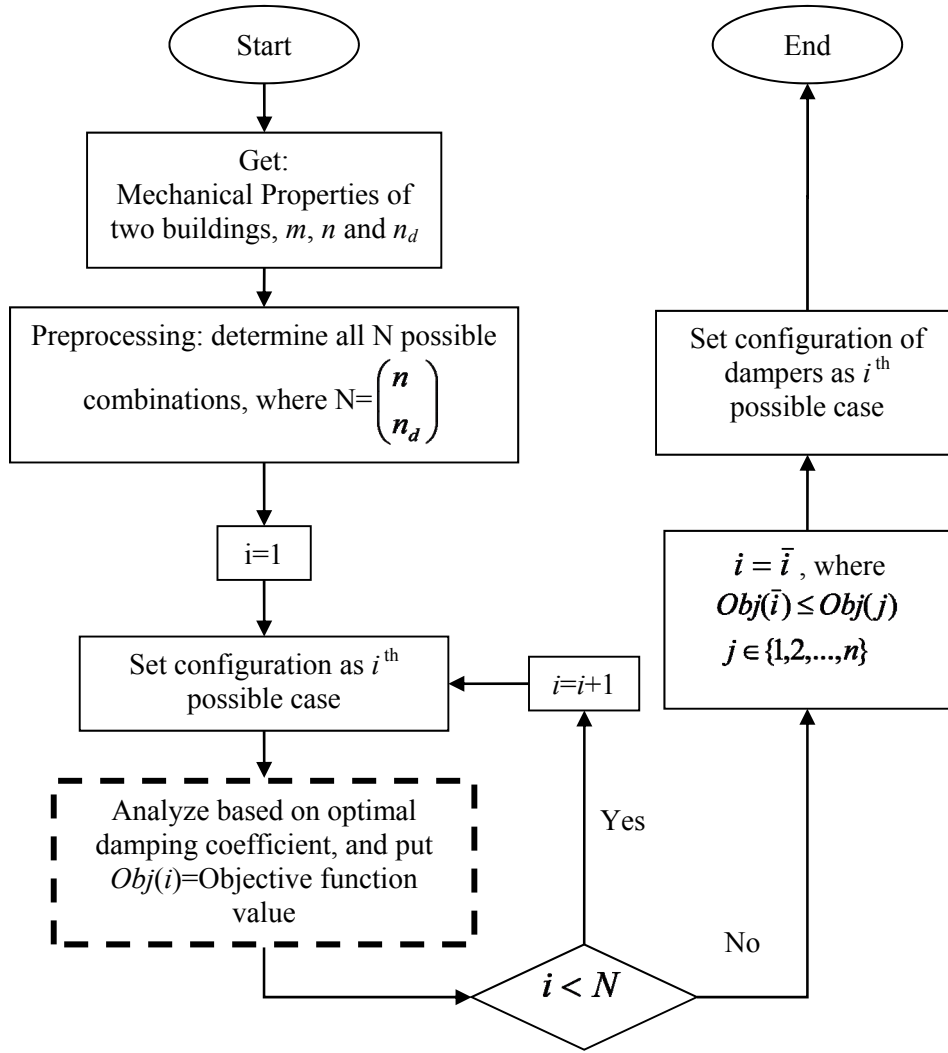 Start
Get:
Mechanical Properties of
two buildings, m, n and n_d
Preprocessing: determine all N possible
combinations, where N=(n
n_d)
i=1
Set configuration as i th
possible case
Analyze based on optimal
damping coefficient, and put
Obj(i)=Objective function
value
i < N
Yes
i=i+1
No
i = i̅ , where
Obj(i̅) ≤ Obj(j)
j ∈ {1,2,...,n}
Set configuration of
dampers as i th
possible case
End